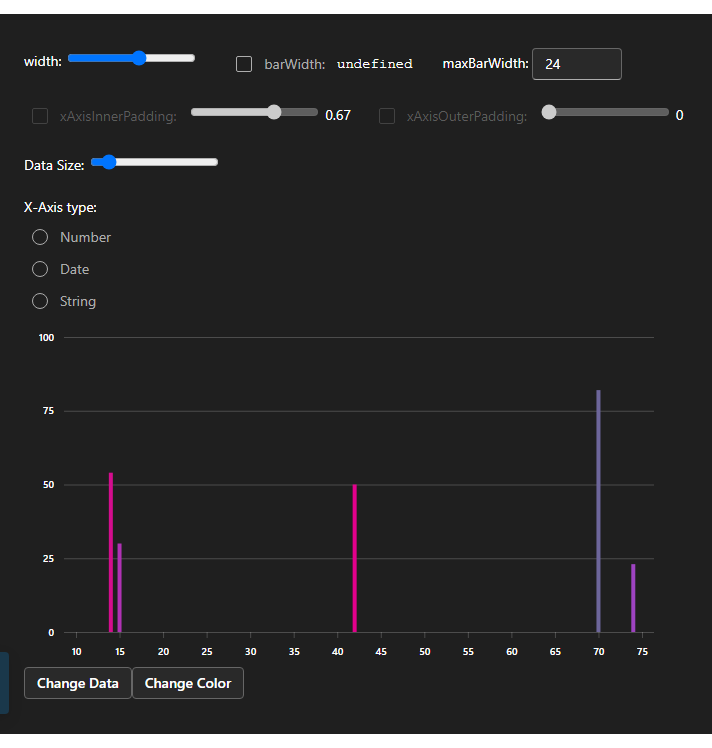 width: barWidth: undefined maxBarWidth: 24
xAxisInnerPadding: 0.67 xAxisOuterPadding: 0
Data Size:
X-Axis type:
Number
Date
String
100
75
50
25
0
10 15 20 25 30 35 40 45 50 55 60 65 70 75
Change Data Change Color